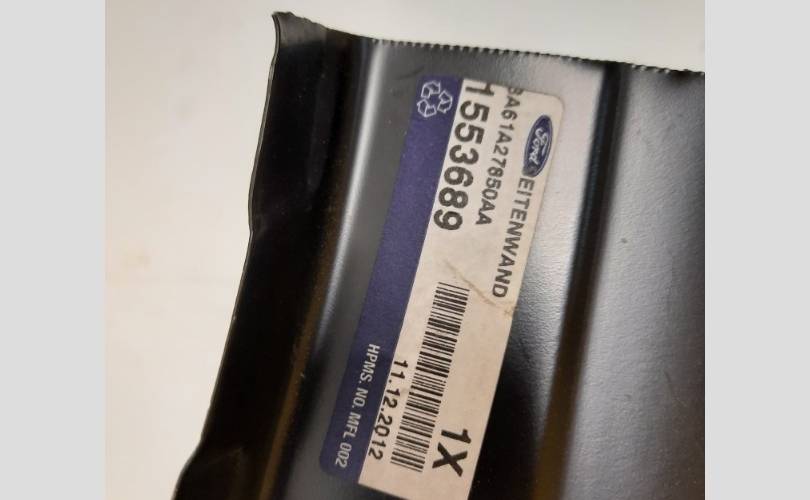 Ford
EITENWAND
8A61A27850AA
1553689
1X
11.12.2012
HPMS. NO. MFL 002